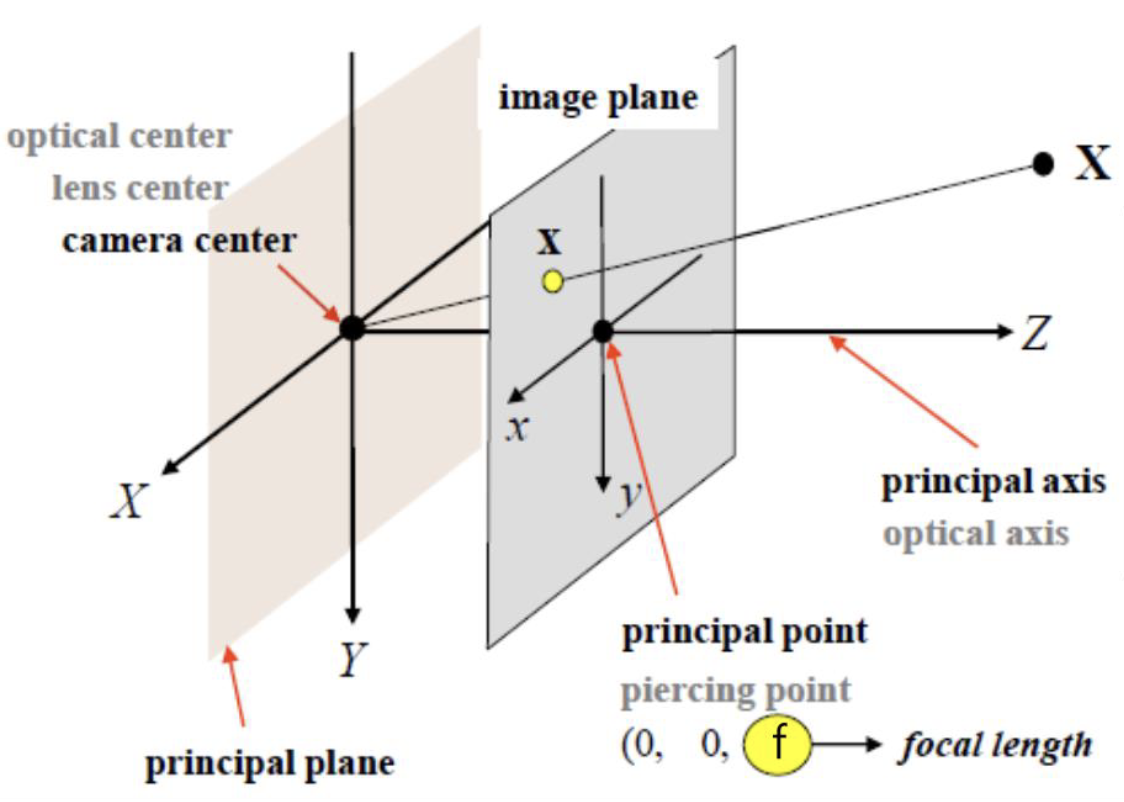 image plane
optical center
lens center
camera center
X
X
Z
x
X
y
principal axis
optical axis
principal point
Y
piercing point
(0, 0, f focal length
principal plane